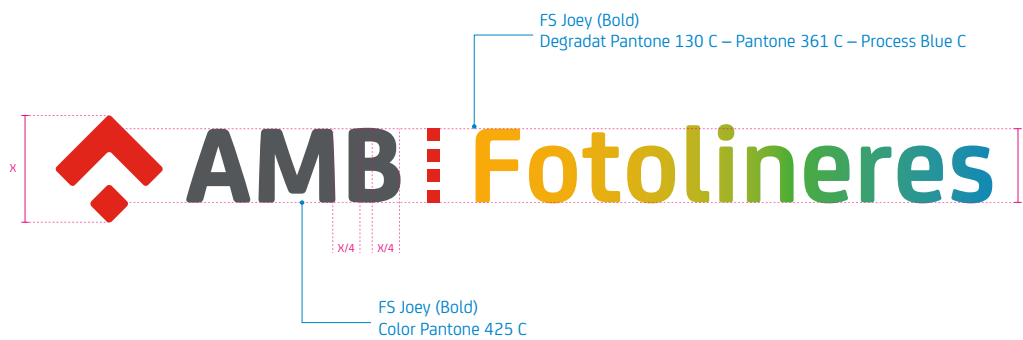 FS Joey (Bold)
Degradat Pantone 130 C – Pantone 361 C – Process Blue C
X
AMB Fotolineres
X/4 X/4
FS Joey (Bold)
Color Pantone 425 C